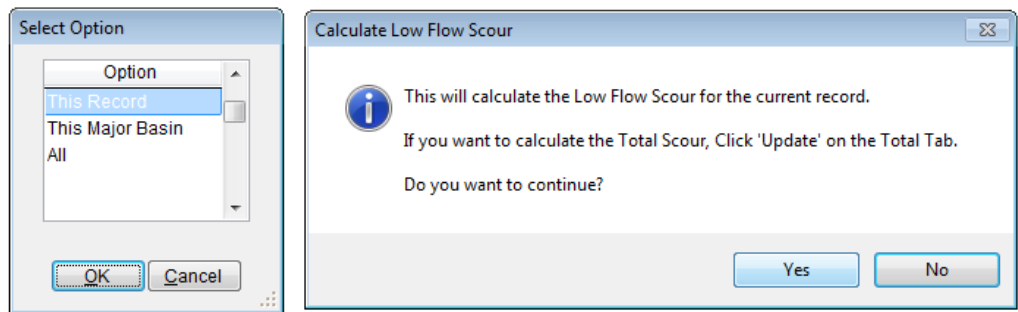 Select Option
Option
This Record
This Major Basin
All
OK
Cancel
Calculate Low Flow Scour
This will calculate the Low Flow Scour for the current record.
If you want to calculate the Total Scour, Click 'Update' on the Total Tab.
Do you want to continue?
Yes
No